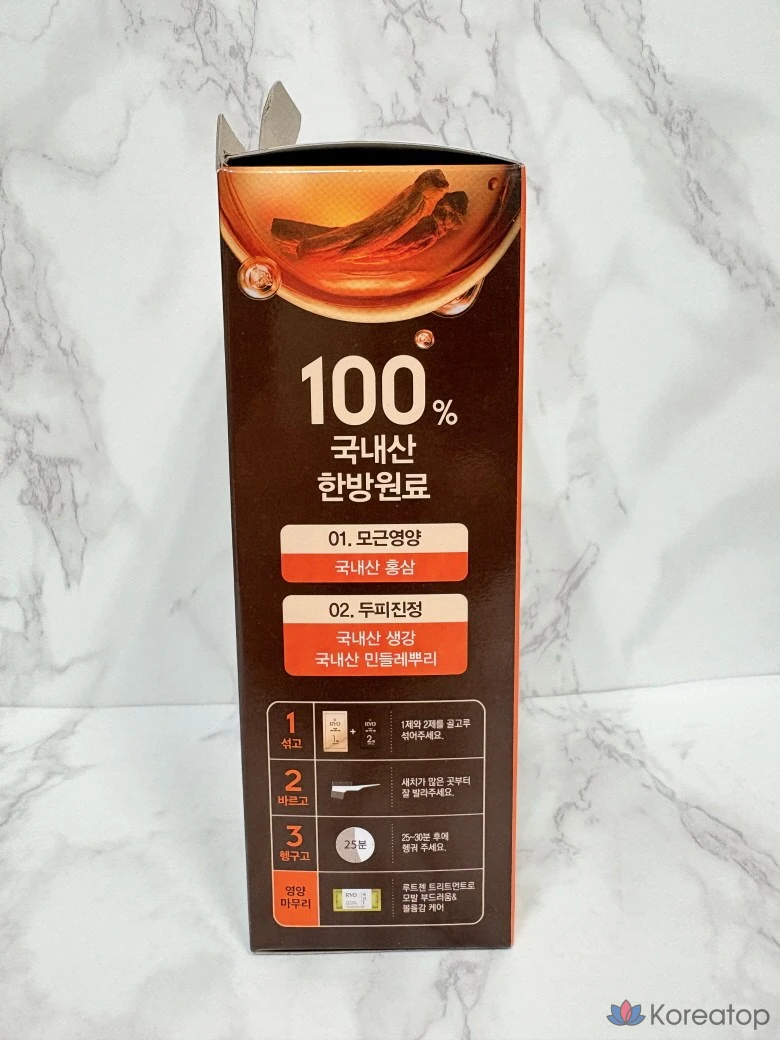 100%
국내산
한방원료
01. 모근영양
국내산 홍삼
02. 두피진정
국내산 생강
국내산 민들레뿌리
1
섞고
RYO
1
+
RYO
2
1제와 2제를 골고루
섞어주세요.
2
바르고
새치가 많은 곳부터
잘 발라주세요.
3
헹구고
25분
25~30분 후에
헹궈 주세요.
영양
마무리
RYO
루트젠 트리트먼트로
모발 부드러움&
볼륨감 케어
Koreatop